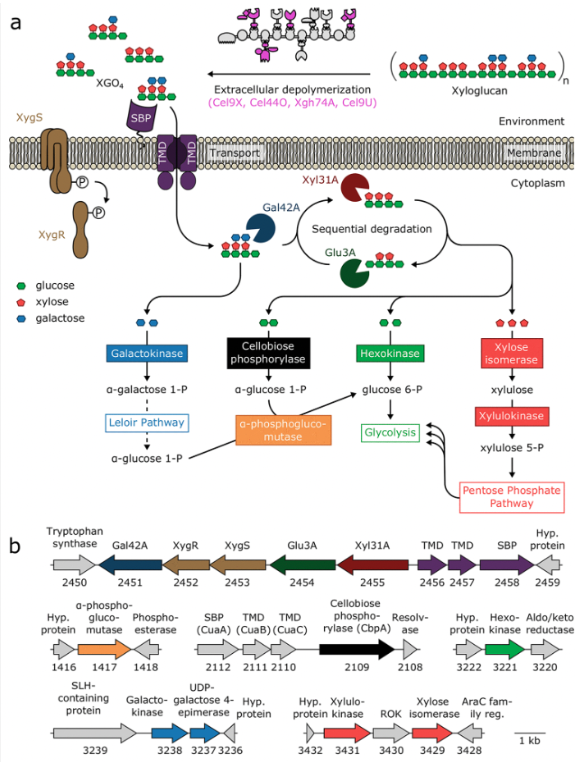 a
XGO4
Extracellular depolymerization
(Cel9X, Cel44O, Xgh74A, Cel9U)
n
Xyloglucan
XygS
SBP
Environment
TMD
TMD
Transport
Membrane
Cytoplasm
P
P
XygR
Gal42A
Xyl31A
Sequential degradation
Glu3A
glucose
xylose
galactose
Galactokinase
Cellobiose
phosphorylase
Hexokinase
Xylose
isomerase
α-galactose 1-P
α-glucose 1-P
glucose 6-P
xylulose
Leloir Pathway
α-phosphogluco-
mutase
Glycolysis
Xylulokinase
α-glucose 1-P
xylulose 5-P
Pentose Phosphate
Pathway
b
Tryptophan
synthase
Gal42A
XygR
XygS
Glu3A
Xyl31A
TMD
TMD
SBP
Hyp.
protein
2450 2451 2452 2453 2454 2455 2456 2457 2458 2459
Hyp.
protein
α-phospho-
gluco-
mutase
Phospho-
esterase
SBP
(CuaA)
TMD
(CuaB)
TMD
(CuaC)
Cellobiose phospho-
rylase (CbpA)
Resolv-
ase
Hyp.
protein
Hexo-
kinase
Aldo/keto
reductase
1416 1417 1418 2112 2111 2110 2109 2108 3222 3221 3220
SLH-
containing
protein
Galacto-
kinase
UDP-
galactose 4-
epimerase
Hyp.
protein
Hyp.
protein
Xylulo-
kinase
ROK
Xylose
isomerase
AraC fam-
ily reg.
3239 3238 3237 3236 3432 3431 3430 3429 3428
1 kb